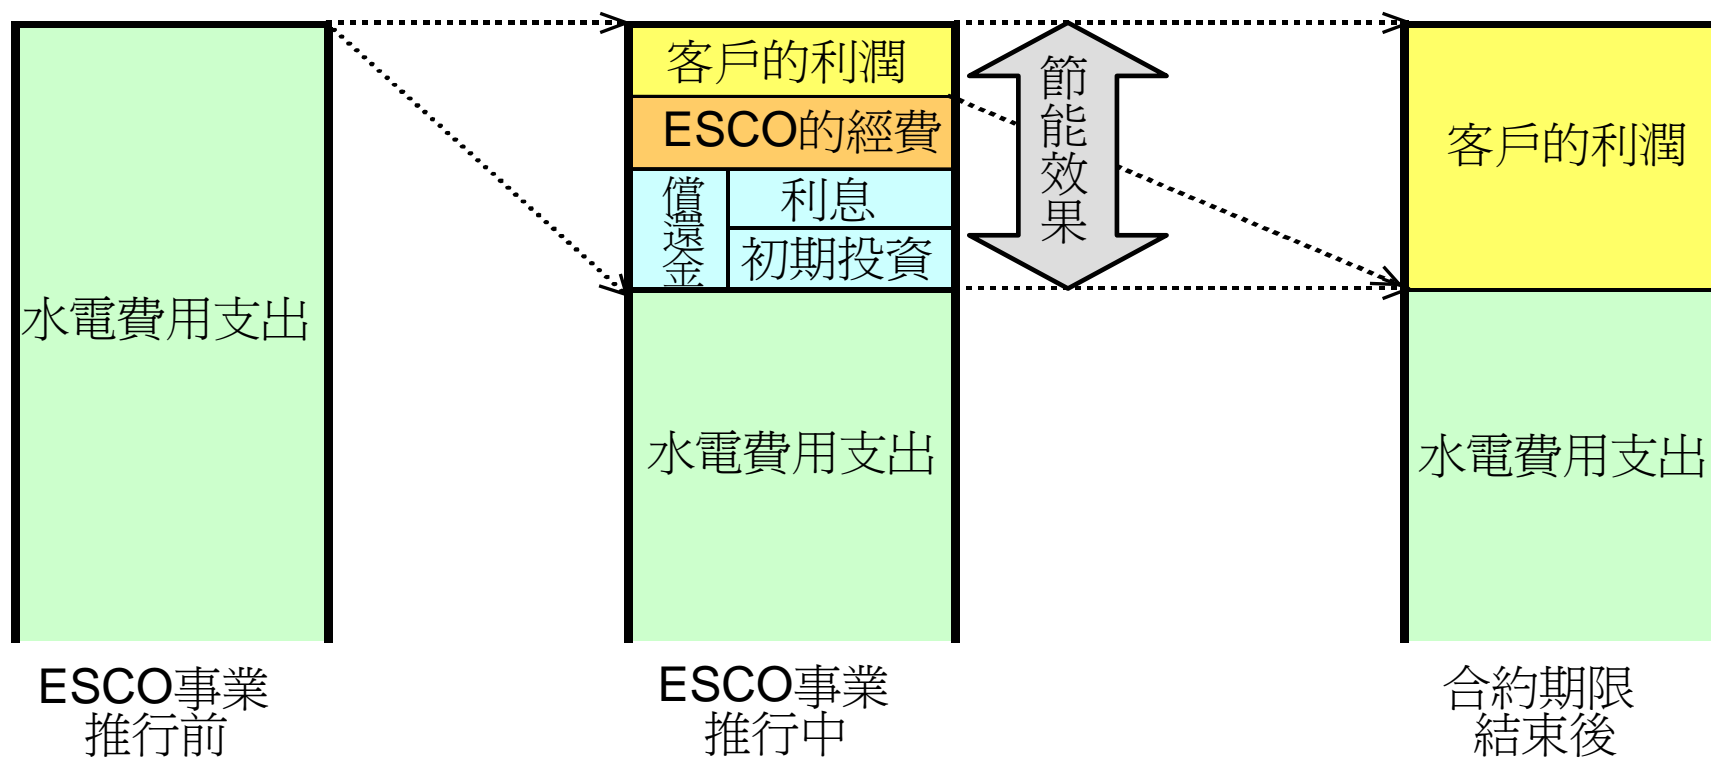 水電費用支出
ESCO事業
推行前
客戶的利潤
ESCO的經費
償還金
利息
初期投資
水電費用支出
ESCO事業
推行中
節能效果
客戶的利潤
水電費用支出
合約期限
結束後